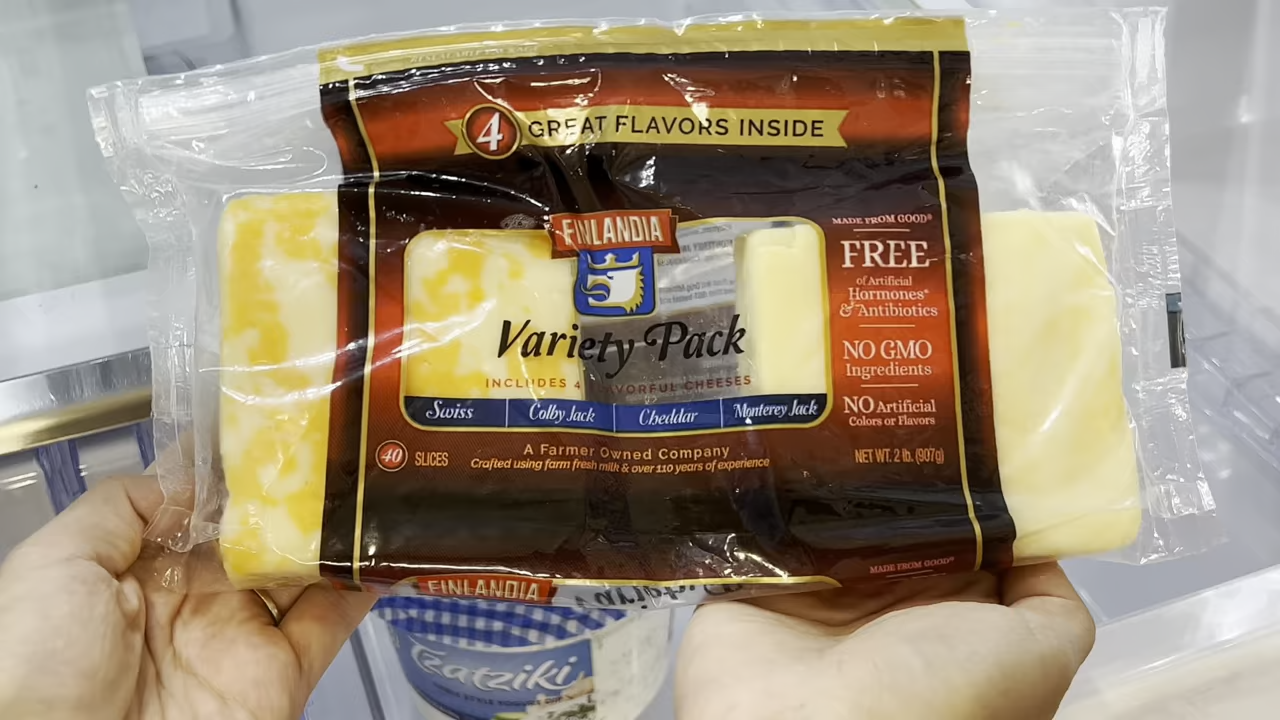 RESEALABLE PACKAGE
4 GREAT FLAVORS INSIDE
FINLANDIA
Variety Pack
INCLUDES 4 FLAVORFUL CHEESES
Swiss
Colby Jack
Cheddar
Monterey Jack
40 SLICES
A Farmer Owned Company
Crafted using farm fresh milk & over 110 years of experience
MADE FROM GOOD®
FREE
of Artificial
Hormones*
& Antibiotics
NO GMO
Ingredients
NO Artificial
Colors or Flavors
NET WT. 2 lb. (907g)
MADE FROM GOOD®
FINLANDIA
Variety
Tzatziki